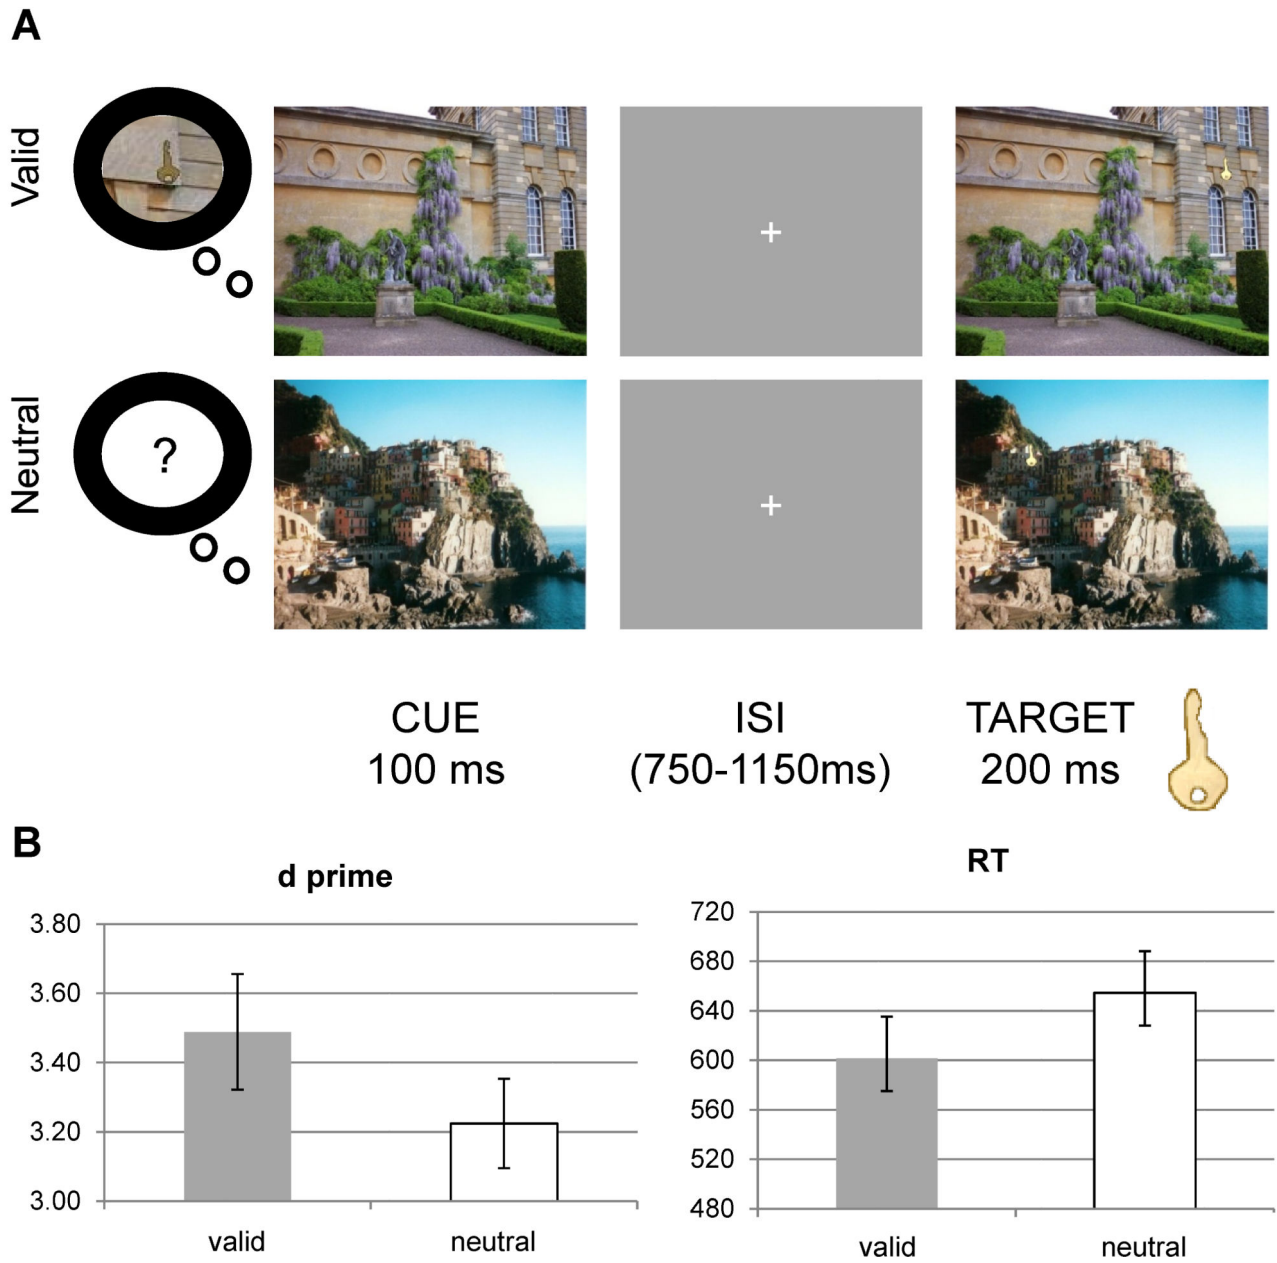 A
Valid
Neutral
?
CUE
100 ms
ISI
(750-1150ms)
TARGET
200 ms
B
d prime
3.80
3.60
3.40
3.20
3.00
valid
neutral
RT
720
680
640
600
560
520
480
valid
neutral